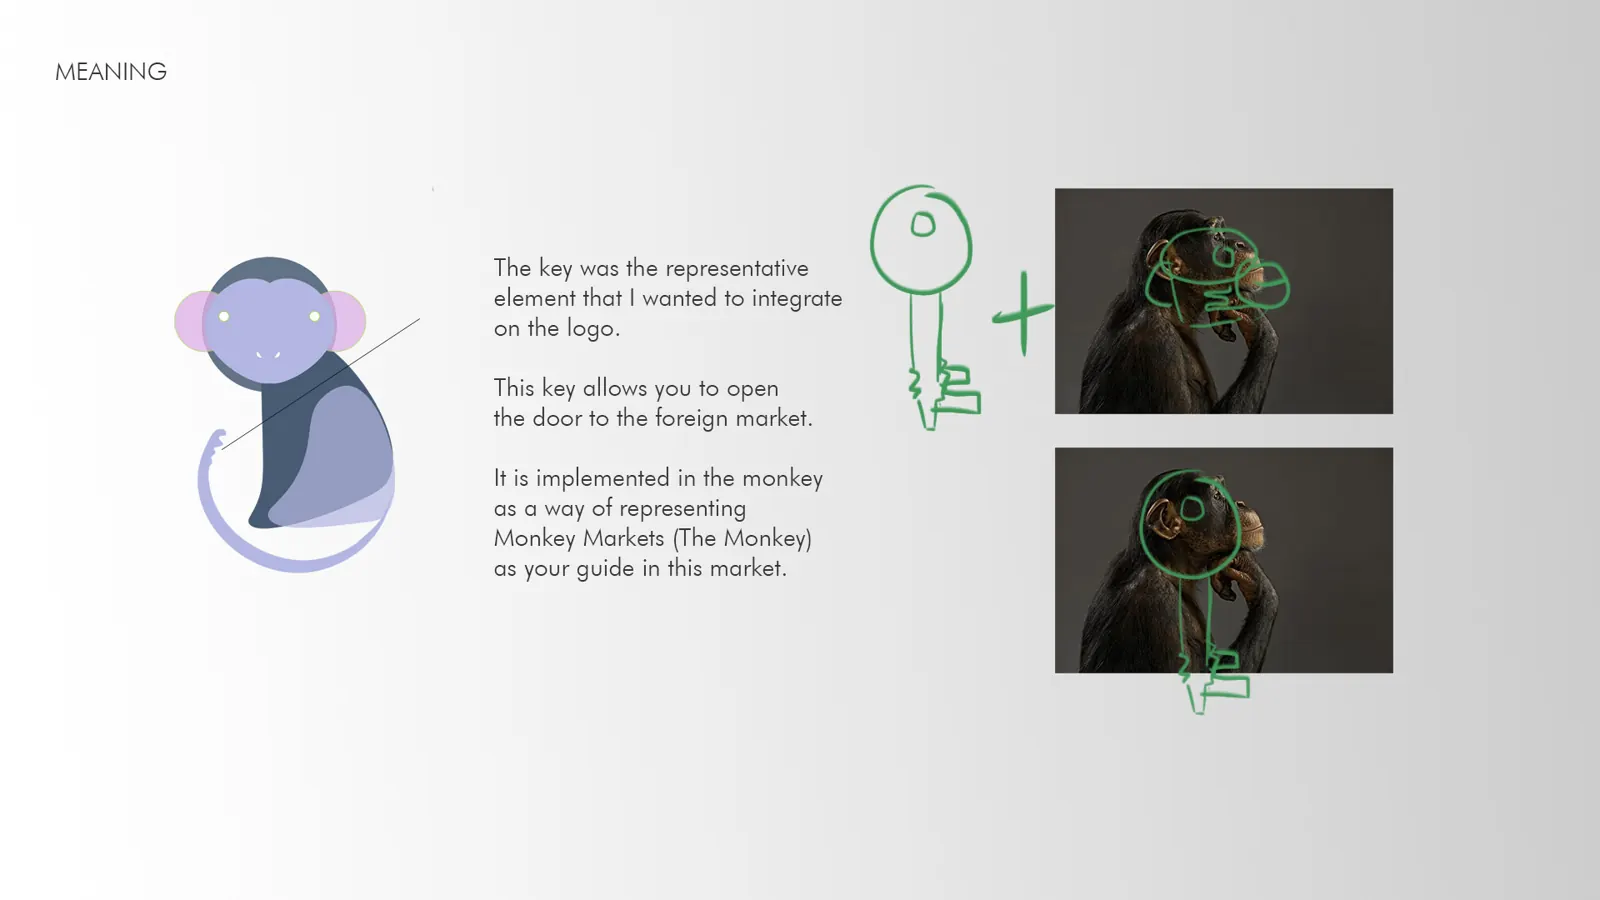 MEANING
The key was the representative
element that I wanted to integrate
on the logo.
This key allows you to open
the door to the foreign market.
It is implemented in the monkey
as a way of representing
Monkey Markets (The Monkey)
as your guide in this market.